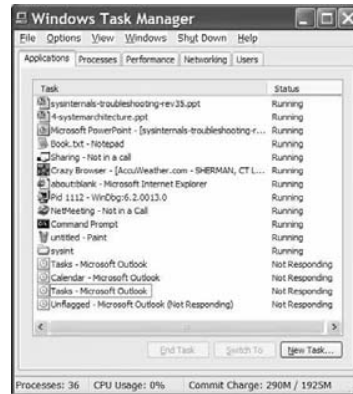 Windows Task Manager
File Options View Windows Shut Down Help
Applications Processes Performance Networking Users
Task Status
sysinternals-troubleshooting-rev35.ppt Running
4-systemarchitecture.ppt Running
Microsoft PowerPoint - [sysinternals-troubleshooting-r... Running
Book.txt - Notepad Running
Sharing - Not in a call Running
Crazy Browser - [AccuWeather.com - SHERMAN, CT L... Running
about:blank - Microsoft Internet Explorer Running
Pid 1112 - WinDbg:6.2.0013.0 Running
NetMeeting - Not in a Call Running
Command Prompt Running
untitled - Paint Running
sysint Running
Tasks - Microsoft Outlook Not Responding
Calendar - Microsoft Outlook Not Responding
Tasks - Microsoft Outlook Not Responding
Unflagged - Microsoft Outlook (Not Responding) Not Responding
End Task Switch To New Task...
Processes: 36 CPU Usage: 0% Commit Charge: 290M / 1925M